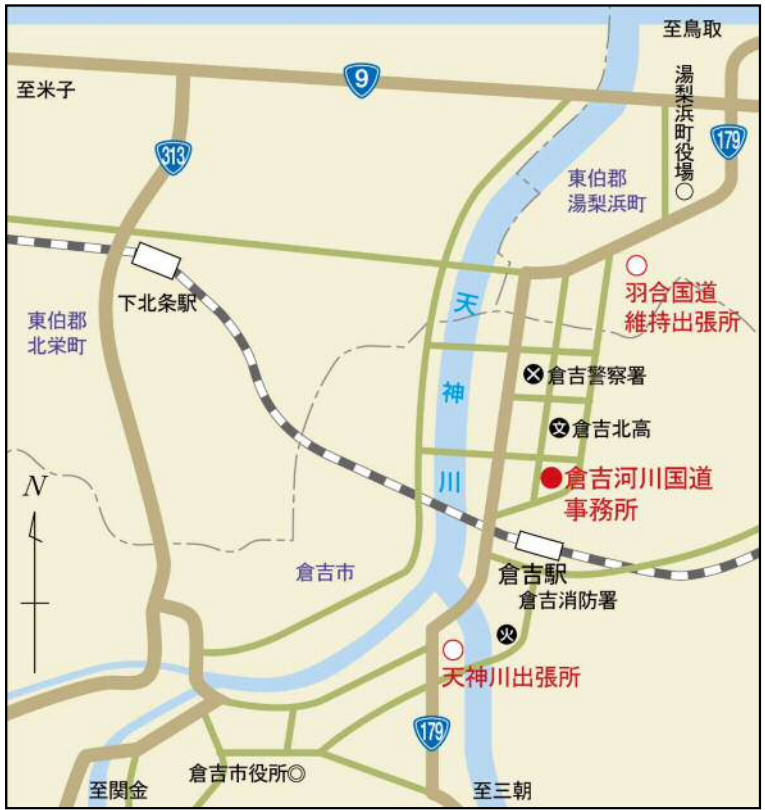 至鳥取
至米子
9
湯梨浜町役場○
179
313
東伯郡
湯梨浜町
羽合国道
維持出張所
下北条駅
東伯郡
北栄町
天神川
倉吉警察署
文
倉吉北高
倉吉河川国道
事務所
N
倉吉市
倉吉駅
倉吉消防署
火
天神川出張所
179
倉吉市役所◎
至関金
至三朝